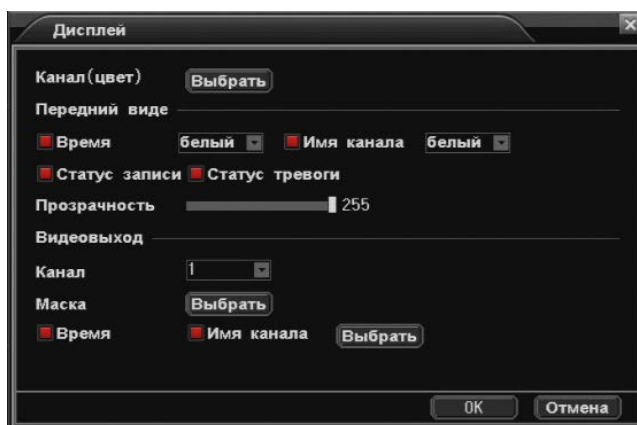 Дисплей
Канал(цвет) Выбрать
Передний виде
Время белый Имя канала белый
Статус записи Статус тревоги
Прозрачность 255
Видеовыход
Канал 1
Маска Выбрать
Время Имя канала Выбрать
OK Отмена